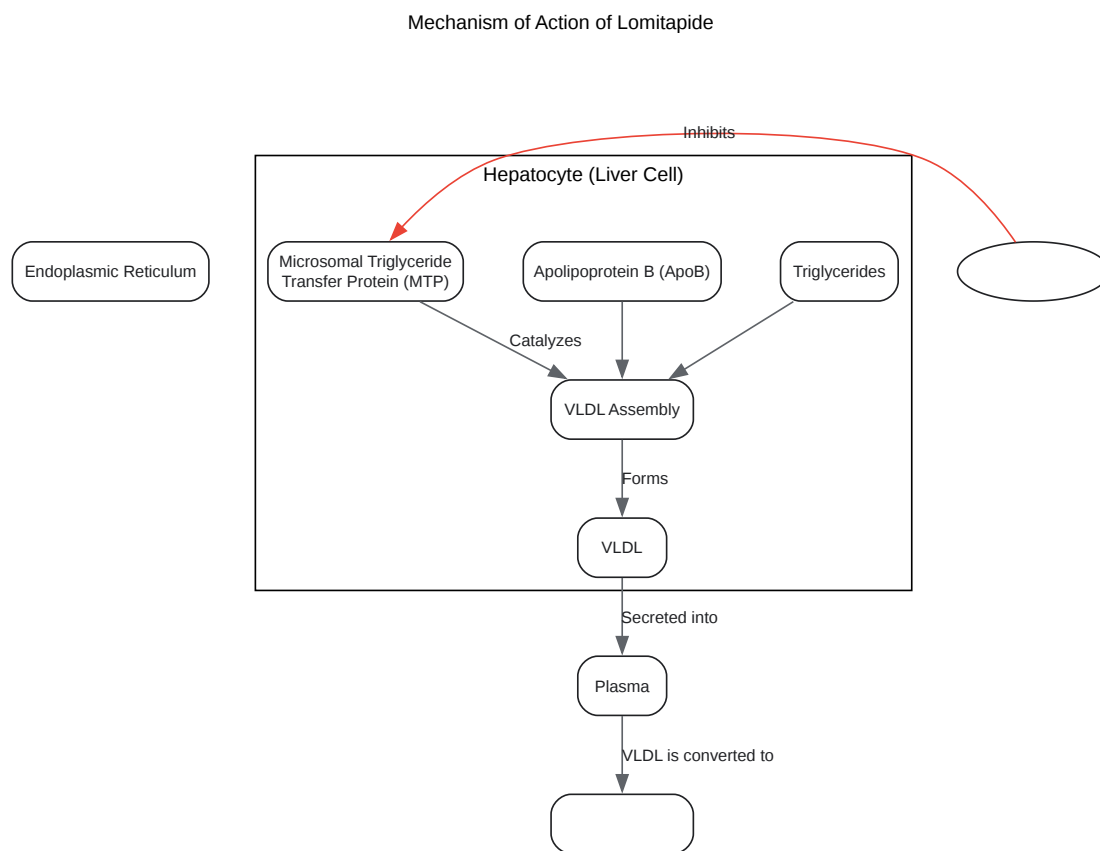 Mechanism of Action of Lomitapide
Inhibits
Hepatocyte (Liver Cell)
Endoplasmic Reticulum
Microsomal Triglyceride
Transfer Protein (MTP)
Apolipoprotein B (ApoB)
Triglycerides
Catalyzes
VLDL Assembly
Forms
VLDL
Secreted into
Plasma
VLDL is converted to